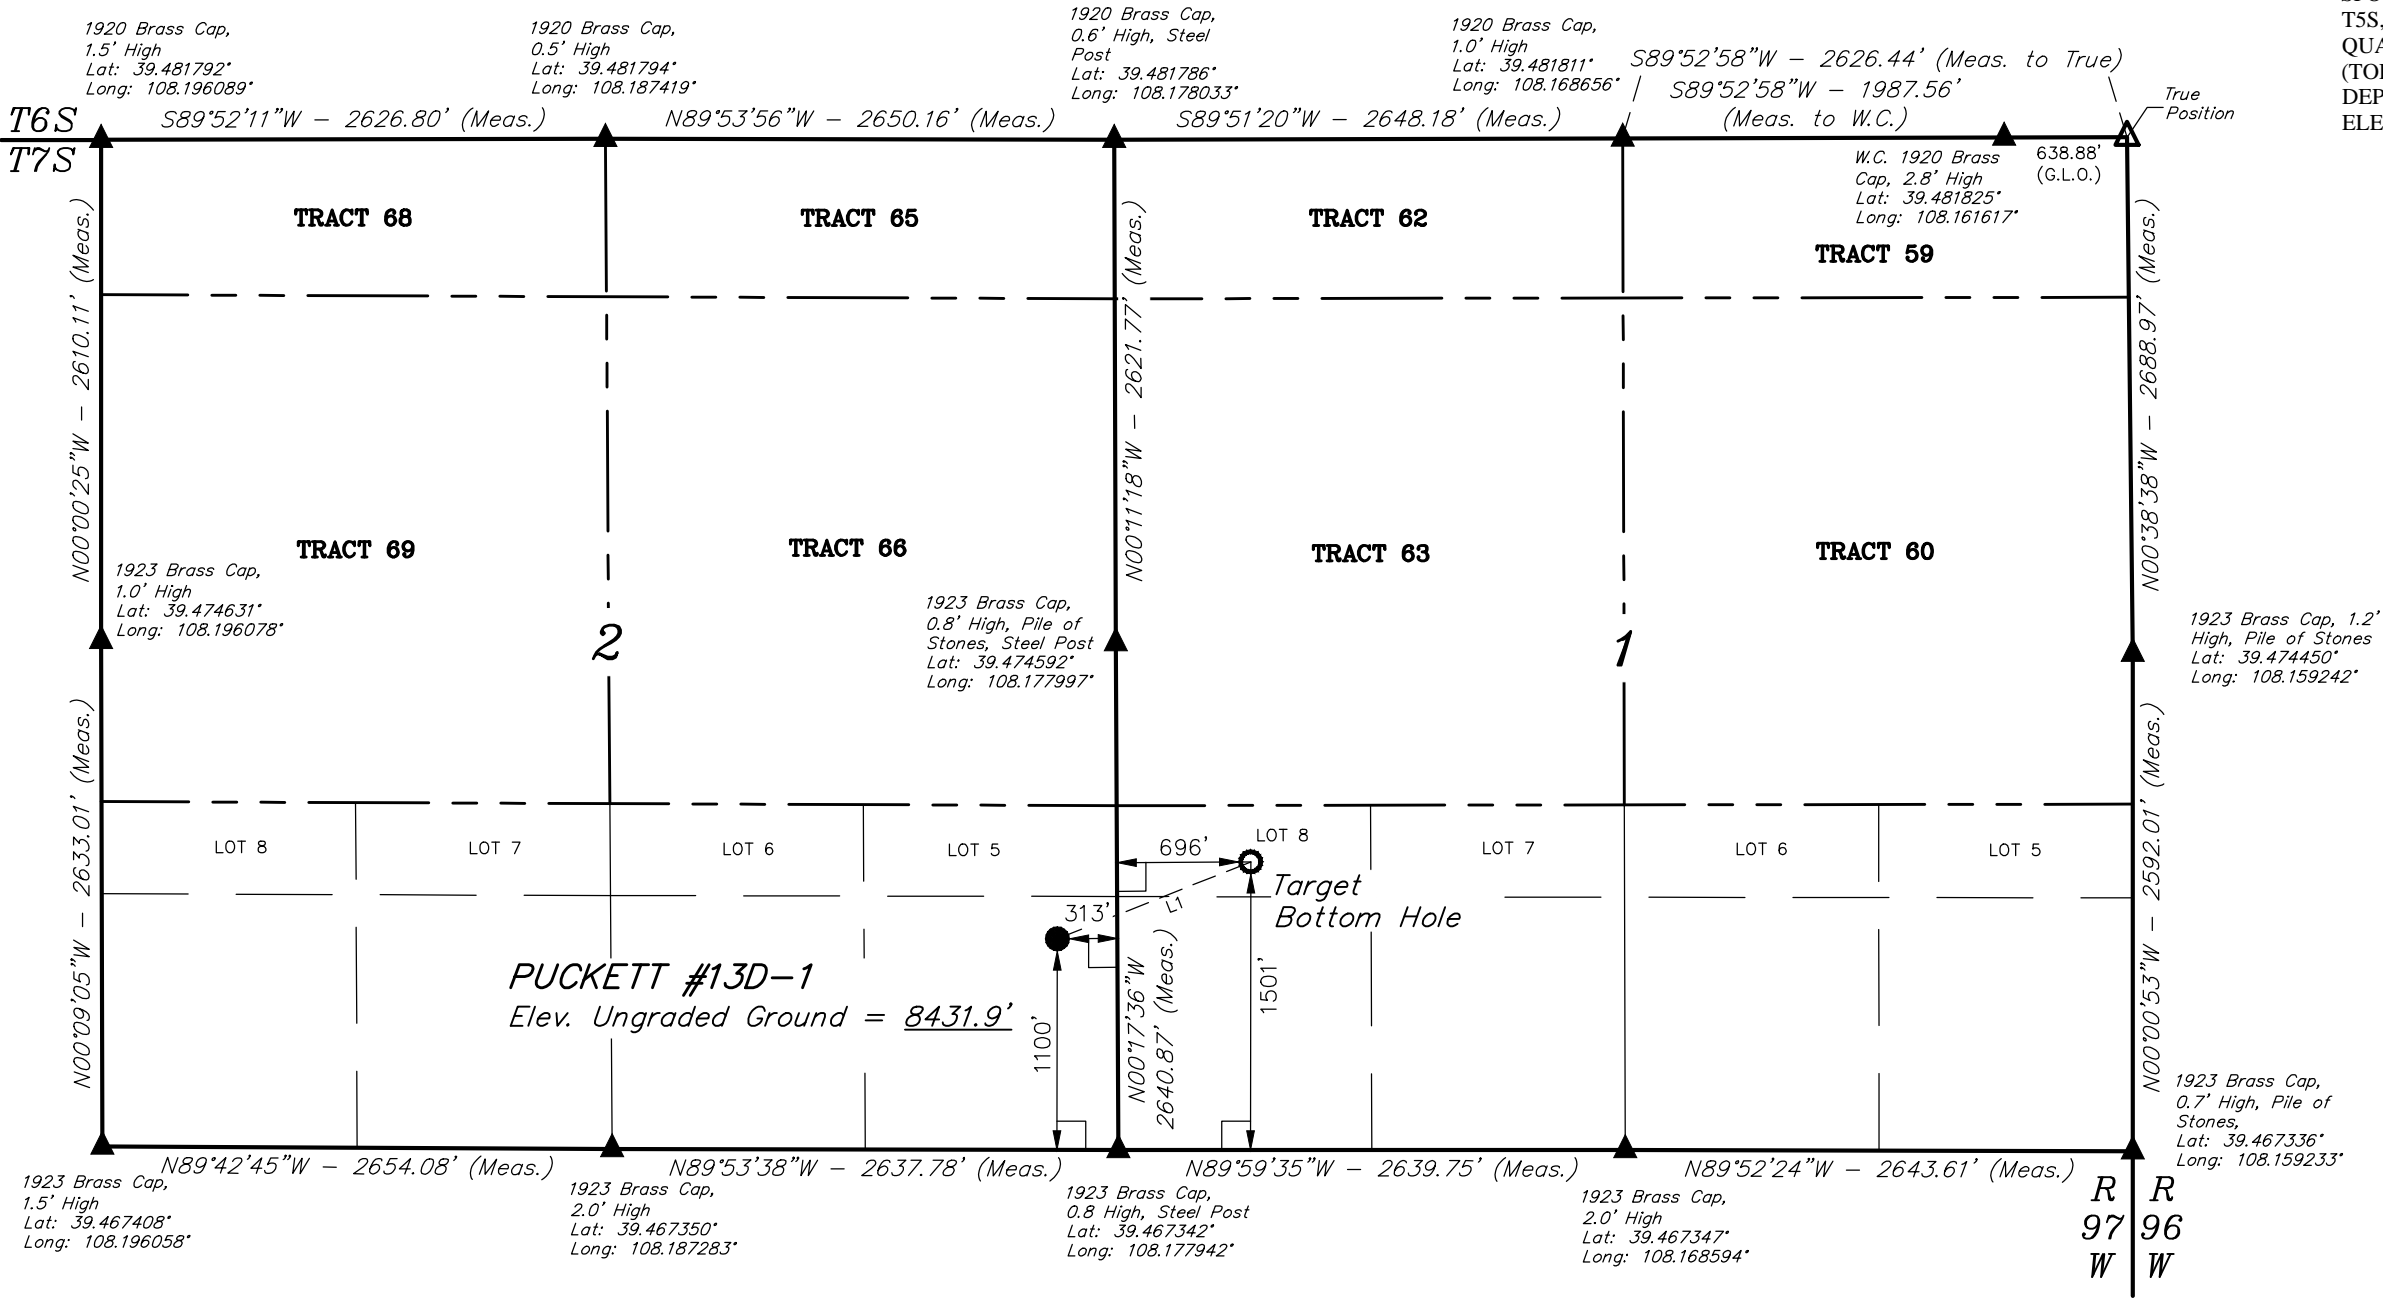 1920 Brass Cap,
1.5' High
Lat: 39.481792°
Long: 108.196089°
1920 Brass Cap,
0.5' High
Lat: 39.481794°
Long: 108.187419°
1920 Brass Cap,
0.6' High, Steel
Post
Lat: 39.481786°
Long: 108.178033°
1920 Brass Cap,
1.0' High
Lat: 39.481811°
Long: 108.168656°
S89°52'58"W - 2626.44' (Meas. to True)
S89°52'58"W - 1987.56'
(Meas. to W.C.)
True
Position
T5S,
QUA
(TOP
DEP
ELE
T6S
T7S
S89°52'11"W - 2626.80' (Meas.)
N89°53'56"W - 2650.16' (Meas.)
S89°51'20"W - 2648.18' (Meas.)
W.C. 1920 Brass
Cap, 2.8' High
Lat: 39.481825°
Long: 108.161617°
638.88'
(G.L.O.)
TRACT 68
TRACT 65
TRACT 62
TRACT 59
N00°00'25"W - 2610.11' (Meas.)
N00°11'18"W - 2621.77' (Meas.)
N00°38'38"W - 2688.97' (Meas.)
TRACT 69
TRACT 66
TRACT 63
TRACT 60
1923 Brass Cap,
1.0' High
Lat: 39.474631°
Long: 108.196078°
2
1923 Brass Cap,
0.8' High, Pile of
Stones, Steel Post
Lat: 39.474592°
Long: 108.177997°
1
1923 Brass Cap, 1.2'
High, Pile of Stones
Lat: 39.474450°
Long: 108.159242°
N00°09'05"W - 2633.01' (Meas.)
N00°17'36"W
2640.87' (Meas.)
N00°00'53"W - 2592.01' (Meas.)
LOT 8
LOT 7
LOT 6
LOT 5
LOT 8
LOT 7
LOT 6
LOT 5
696'
L1
313'
Target
Bottom Hole
PUCKETT #13D-1
Elev. Ungraded Ground = 8431.9'
1100'
1501'
N89°42'45"W - 2654.08' (Meas.)
N89°53'38"W - 2637.78' (Meas.)
N89°59'35"W - 2639.75' (Meas.)
N89°52'24"W - 2643.61' (Meas.)
1923 Brass Cap,
1.5' High
Lat: 39.467408°
Long: 108.196058°
1923 Brass Cap,
2.0' High
Lat: 39.467350°
Long: 108.187283°
1923 Brass Cap,
0.8 High, Steel Post
Lat: 39.467342°
Long: 108.177942°
1923 Brass Cap,
2.0' High
Lat: 39.467347°
Long: 108.168594°
1923 Brass Cap,
0.7' High, Pile of
Stones,
Lat: 39.467336°
Long: 108.159233°
R R
97 96
W W